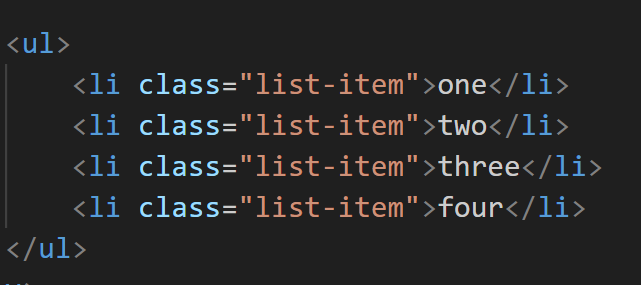 <ul>
    <li class="list-item">one</li>
    <li class="list-item">two</li>
    <li class="list-item">three</li>
    <li class="list-item">four</li>
</ul>